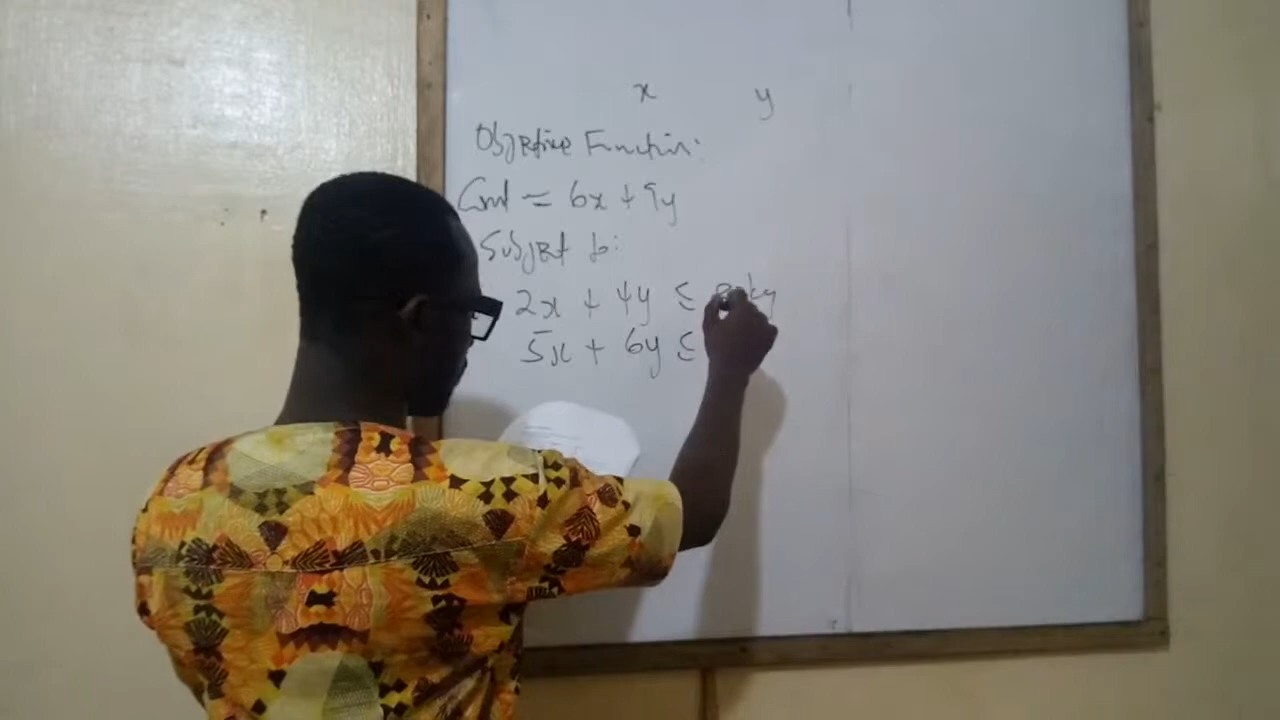 x y
Objective Function:
Cost = 6x + 9y
Subject to:
2x + 4y ≤
5x + 6y ≤